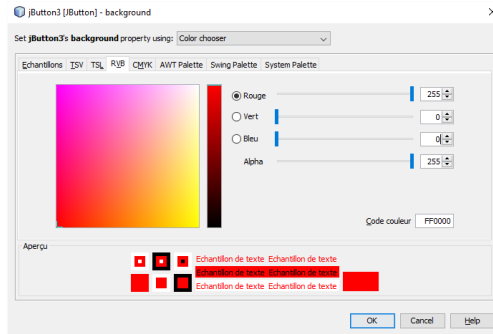 jButton3 [JButton] - background
Set jButton3's background property using: Color chooser
Echantillons TSV TSL RVB CMYK AWT Palette Swing Palette System Palette
Rouge 255
Vert 0
Bleu 0
Alpha 255
Code couleur FF0000
Aperçu
Echantillon de texte Echantillon de texte
Echantillon de texte Echantillon de texte
Echantillon de texte Echantillon de texte
OK Cancel Help